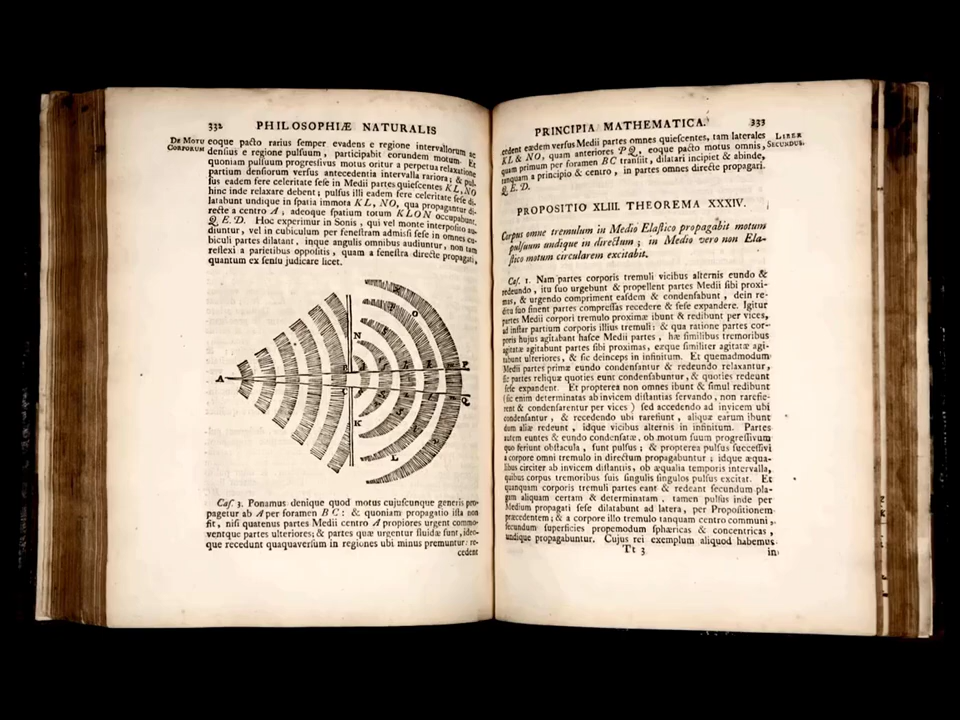 332 PHILOSOPHIÆ NATURALIS
DE MOTU
CORPORUM
eoque pacto rarius semper evadens e regione intervallorum ac
densius e regione pulsuum, participabit eorundem motum. Et
quoniam pulsuum progressivus motus oritur a perpetua relaxatione
partium densiorum versus antecedentia intervalla rariora; & pul-
sus eadem fere celeritate sese in Medii partes quiescentes KL, NO
hinc inde relaxare debent; pulsus illi eadem fere celeritate sese di-
latabunt undique in spatia immota KL, NO, qua propagantur di-
recte a centro A; adeoque spatium totum KLON occupabunt.
Q. E. D. Hoc experimur in Sonis, qui vel monte interposito au-
diuntur, vel in cubiculum per fenestram admissi sese in omnes cu-
biculi partes dilatant, inque angulis omnibus audiuntur, non tam
reflexi a parietibus oppositis, quam a fenestra directe propagati,
quantum ex sensu judicare licet.
O
N
A
P
Q
C
K
L
Cas. 3. Ponamus denique quod motus cujuscunque generis pro-
pagetur ab A per foramen BC: & quoniam propagatio ista non
fit, nisi quatenus partes Medii centro A propiores urgent commo-
ventque partes ulteriores; & partes quæ urgentur fluidæ sunt, ideo-
que recedunt quaquaversum in regiones ubi minus premuntur: re-
cedent
PRINCIPIA MATHEMATICA. 333
LIBER
SECUNDUS.
cedent eædem versus Medii partes omnes quiescentes, tam laterales
KL & NO, quam anteriores PQ, eoque pacto motus omnis,
quam primum per foramen BC transiit, dilatari incipiet & abinde,
tanquam a principio & centro, in partes omnes directe propagari.
Q. E. D.
PROPOSITIO XLIII. THEOREMA XXXIV.
Corpus omne tremulum in Medio Elastico propagabit motum
pulsuum undique in directum; in Medio vero non Ela-
stico motum circularem excitabit.
Cas. 1. Nam partes corporis tremuli vicibus alternis eundo &
redeundo, itu suo urgebunt & propellent partes Medii sibi proxi-
mas, & urgendo compriment easdem & condensabunt, dein re-
ditu suo sinent partes compressas recedere & sese expandere. Igitur
partes Medii corpori tremulo proximæ ibunt & redibunt per vices,
ad instar partium corporis illius tremuli: & qua ratione partes cor-
poris hujus agitabant hasce Medii partes, hæ similibus tremoribus
agitatæ agitabunt partes sibi proximas, eæque similiter agitatæ agi-
tabunt ulteriores, & sic deinceps in infinitum. Et quemadmodum
Medii partes primæ eundo condensantur & redeundo relaxantur,
sic partes reliquæ quoties eunt condensabuntur, & quoties redeunt
sese expandent. Et propterea non omnes ibunt & simul redibunt
(sic enim determinatas ab invicem distantias servando, non rarefie-
rent & condensarentur per vices) sed accedendo ad invicem ubi
condensantur, & recedendo ubi rarefiunt, aliquæ earum ibunt
dum aliæ redeunt, idque vicibus alternis in infinitum. Partes
autem euntes & eundo condensatæ, ob motum suum progressivum
quo feriunt obstacula, sunt pulsus; & propterea pulsus successivi
a corpore omni tremulo in directum propagabuntur; idque æqua-
libus circiter ab invicem distantiis, ob æqualia temporis intervalla,
quibus corpus tremoribus suis singulis singulos pulsus excitat. Et
quanquam corporis tremuli partes eant & redeant secundum pla-
gam aliquam certam & determinatam, tamen pulsus inde per
Medium propagati sese dilatabunt ad latera, per Propositionem
præcedentem; & a corpore illo tremulo tanquam centro communi,
secundum superficies propemodum sphæricas & concentricas,
undique propagabuntur. Cujus rei exemplum aliquod habemus
Tt 3 in